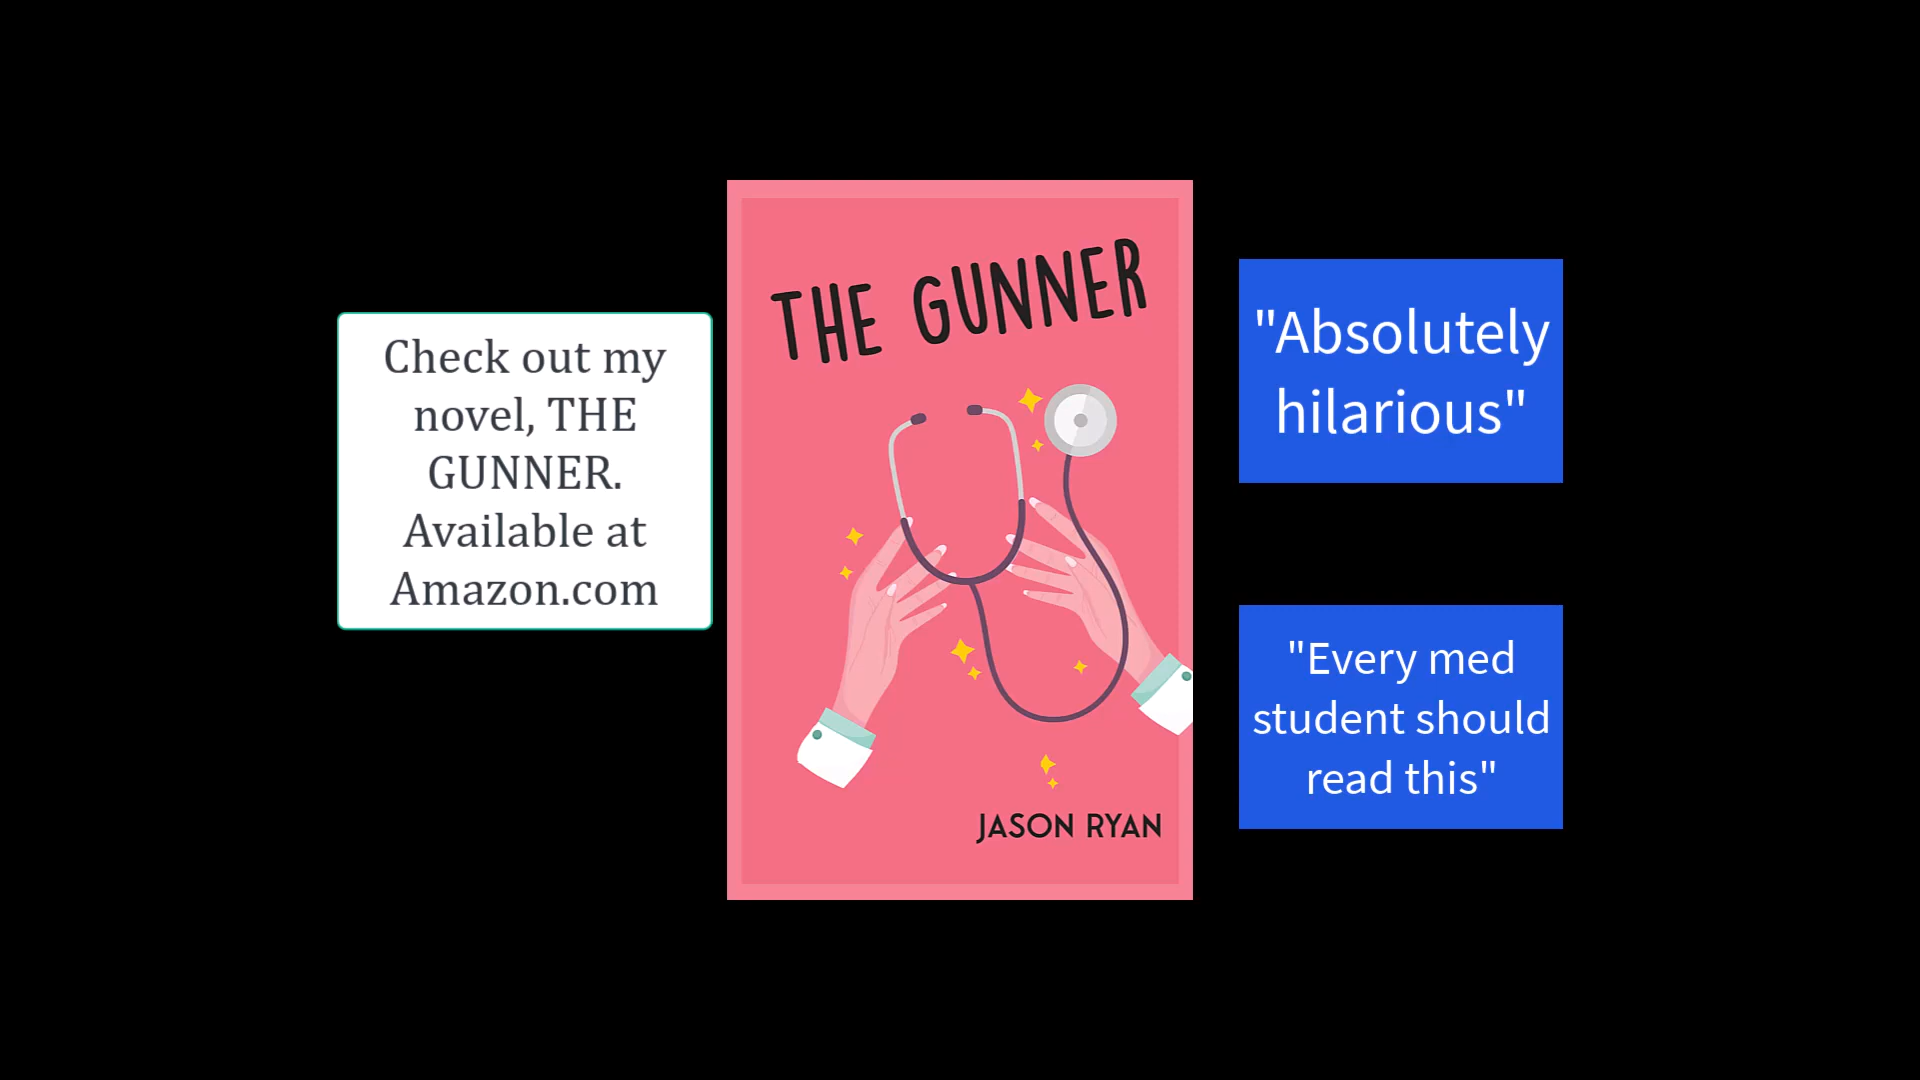 Check out my
novel, THE
GUNNER.
Available at
Amazon.com
THE GUNNER
JASON RYAN
"Absolutely
hilarious"
"Every med
student should
read this"